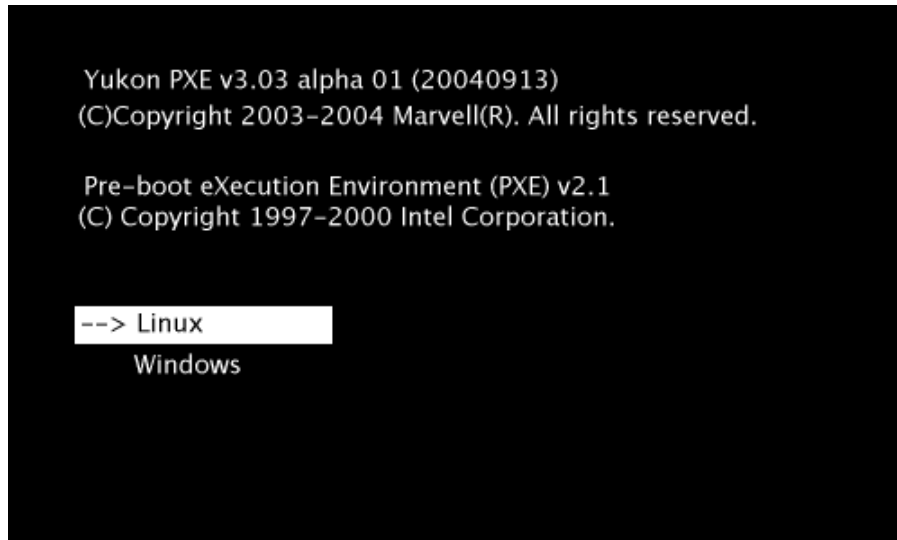 Yukon PXE v3.03 alpha 01 (20040913)
(C)Copyright 2003-2004 Marvell(R). All rights reserved.
Pre-boot eXecution Environment (PXE) v2.1
(C) Copyright 1997-2000 Intel Corporation.
--> Linux
Windows